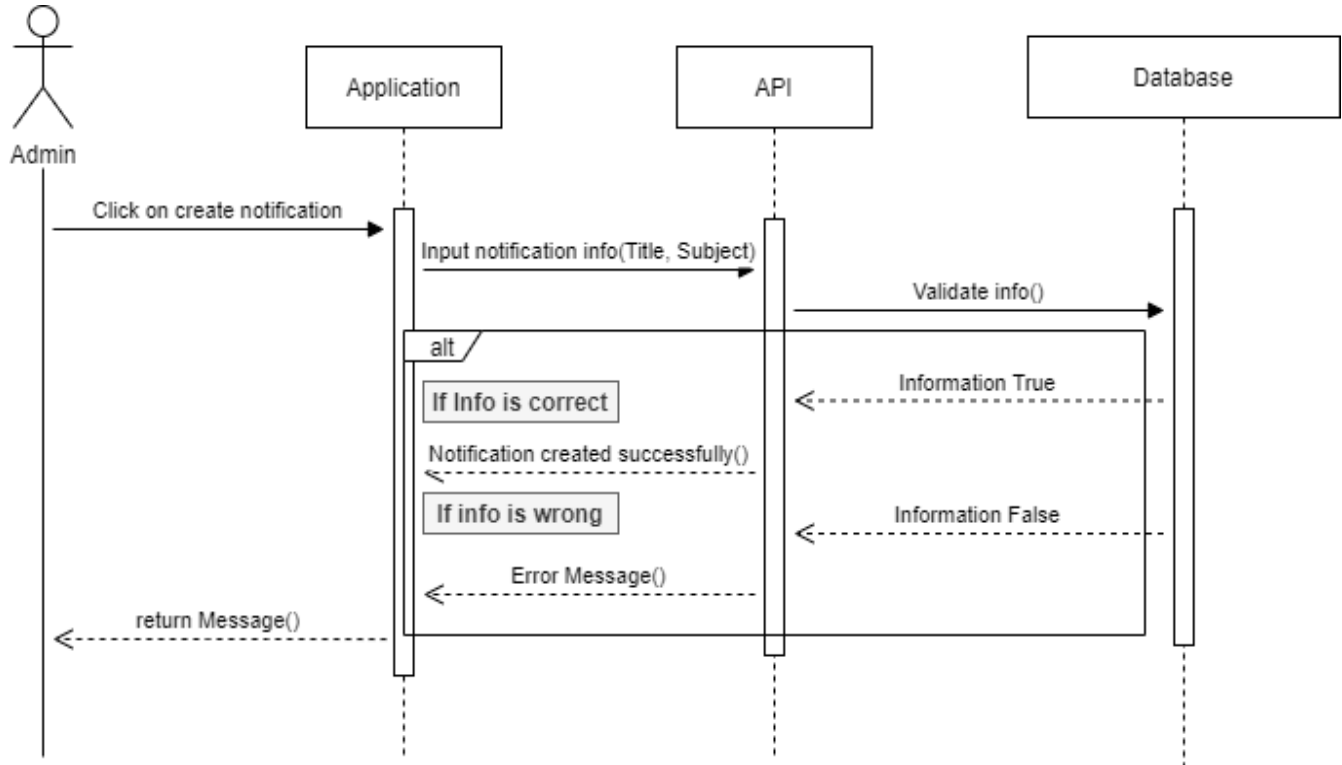 Admin
Application
API
Database
Click on create notification
Input notification info(Title, Subject)
Validate info()
alt
Information True
If Info is correct
Notification created successfully()
If info is wrong
Information False
Error Message()
return Message()